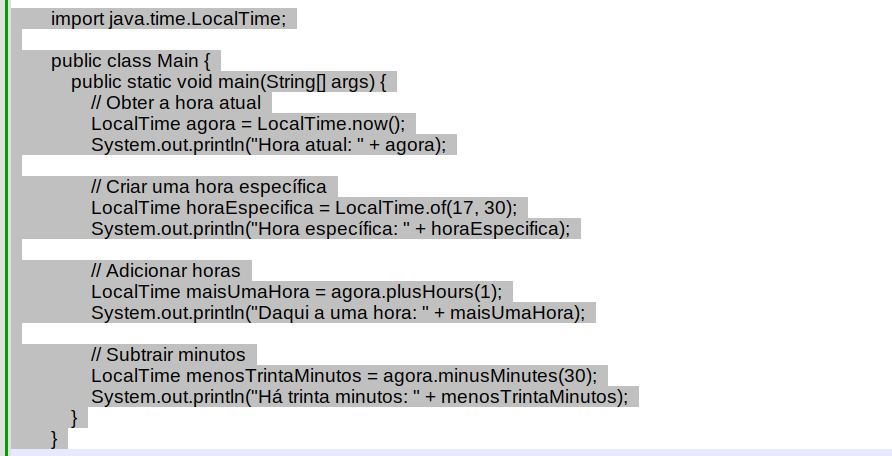 import java.time.LocalTime;
public class Main {
public static void main(String[] args) {
// Obter a hora atual
LocalTime agora = LocalTime.now();
System.out.println("Hora atual: " + agora);
// Criar uma hora específica
LocalTime horaEspecifica = LocalTime.of(17, 30);
System.out.println("Hora específica: " + horaEspecifica);
// Adicionar horas
LocalTime maisUmaHora = agora.plusHours(1);
System.out.println("Daqui a uma hora: " + maisUmaHora);
// Subtrair minutos
LocalTime menosTrintaMinutos = agora.minusMinutes(30);
System.out.println("Há trinta minutos: " + menosTrintaMinutos);
}
}